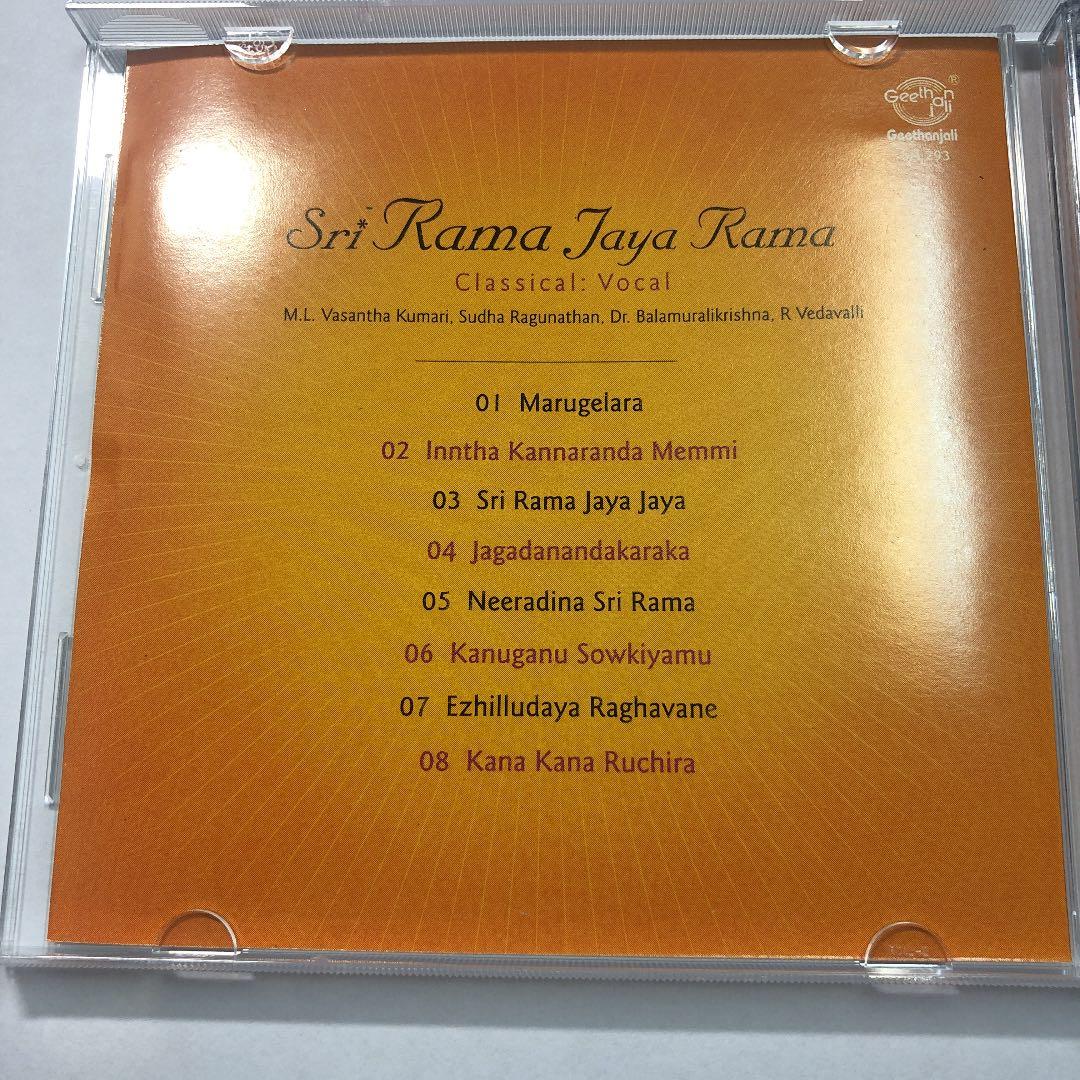 Geethanjali
Geethanjali
Sri Rama Jaya Rama
Classical: Vocal
M.L. Vasantha Kumari, Sudha Ragunathan, Dr. Balamuralikrishna, R Vedavalli
01 Marugelara
02 Inntha Kannaranda Memmi
03 Sri Rama Jaya Jaya
04 Jagadanandakaraka
05 Neeradina Sri Rama
06 Kanuganu Sowkiyamu
07 Ezhilludaya Raghavane
08 Kana Kana Ruchira